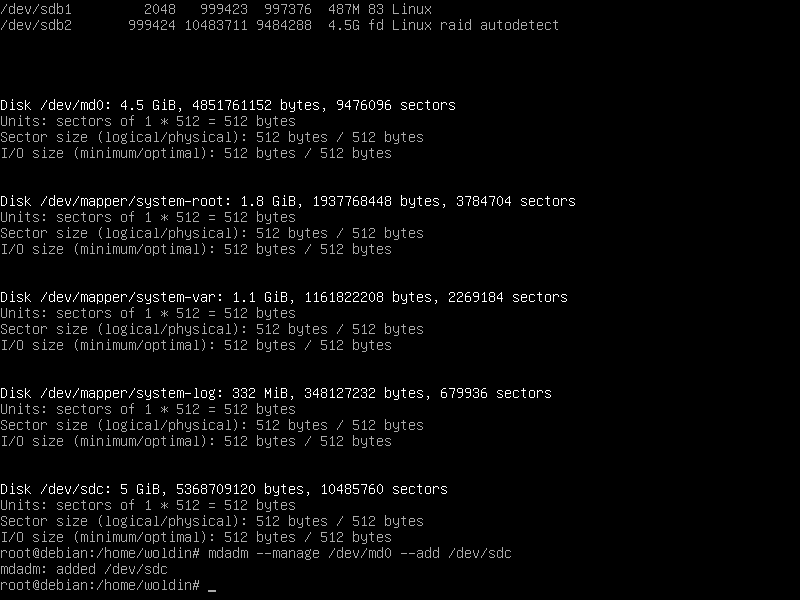 /dev/sdb1         2048   999423  997376  487M 83 Linux
/dev/sdb2       999424 10483711 9484288  4.5G fd Linux raid autodetect
Disk /dev/md0: 4.5 GiB, 4851761152 bytes, 9476096 sectors
Units: sectors of 1 * 512 = 512 bytes
Sector size (logical/physical): 512 bytes / 512 bytes
I/O size (minimum/optimal): 512 bytes / 512 bytes
Disk /dev/mapper/system-root: 1.8 GiB, 1937768448 bytes, 3784704 sectors
Units: sectors of 1 * 512 = 512 bytes
Sector size (logical/physical): 512 bytes / 512 bytes
I/O size (minimum/optimal): 512 bytes / 512 bytes
Disk /dev/mapper/system-var: 1.1 GiB, 1161822208 bytes, 2269184 sectors
Units: sectors of 1 * 512 = 512 bytes
Sector size (logical/physical): 512 bytes / 512 bytes
I/O size (minimum/optimal): 512 bytes / 512 bytes
Disk /dev/mapper/system-log: 332 MiB, 348127232 bytes, 679936 sectors
Units: sectors of 1 * 512 = 512 bytes
Sector size (logical/physical): 512 bytes / 512 bytes
I/O size (minimum/optimal): 512 bytes / 512 bytes
Disk /dev/sdc: 5 GiB, 5368709120 bytes, 10485760 sectors
Units: sectors of 1 * 512 = 512 bytes
Sector size (logical/physical): 512 bytes / 512 bytes
I/O size (minimum/optimal): 512 bytes / 512 bytes
root@debian:/home/woldin# mdadm --manage /dev/md0 --add /dev/sdc
mdadm: added /dev/sdc
root@debian:/home/woldin# _